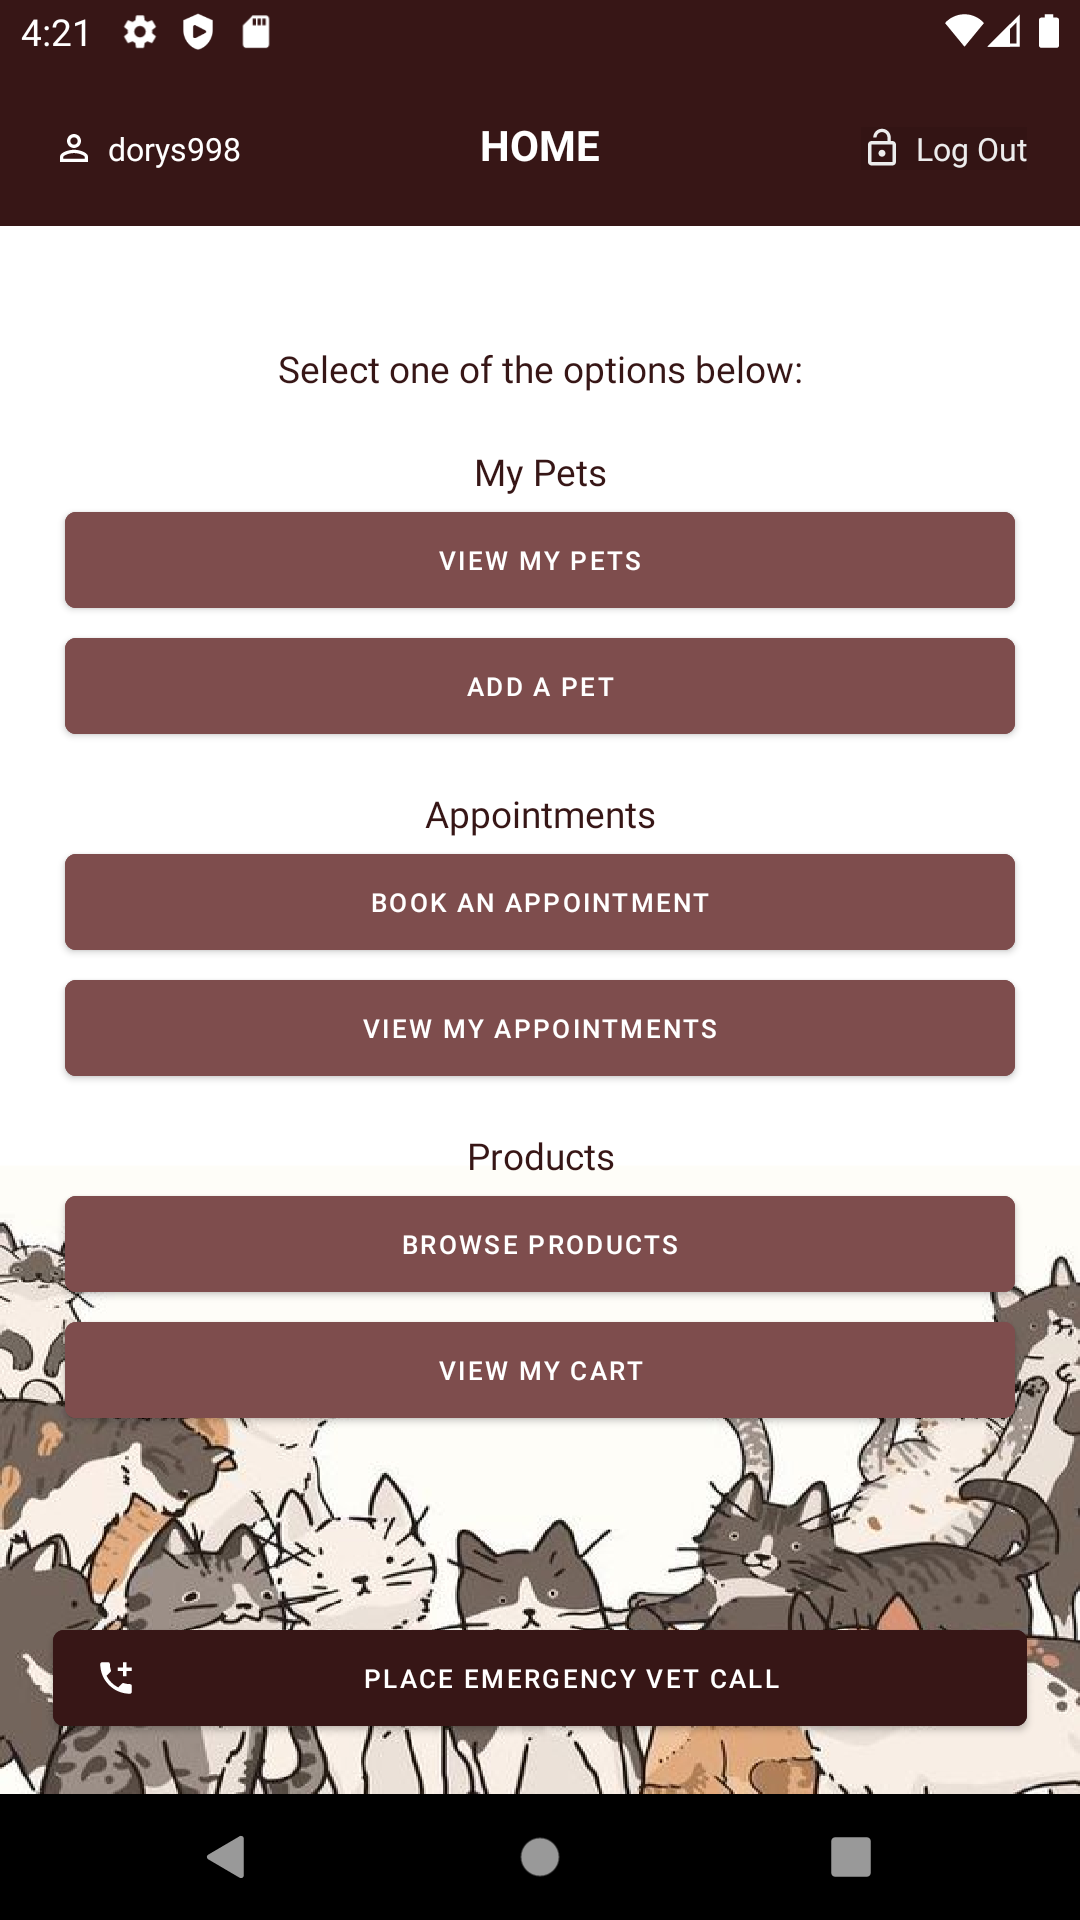 4:21
dorys998
HOME
Log Out
Select one of the options below:
My Pets
VIEW MY PETS
ADD A PET
Appointments
BOOK AN APPOINTMENT
VIEW MY APPOINTMENTS
Products
BROWSE PRODUCTS
VIEW MY CART
PLACE EMERGENCY VET CALL